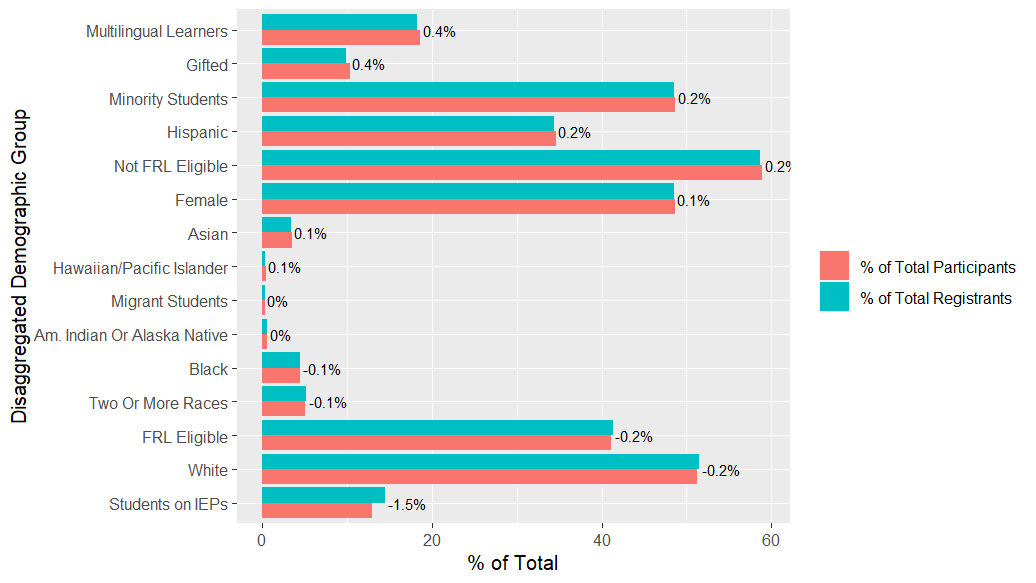 Disaggregated Demographic Group
Multilingual Learners
0.4%
Gifted
0.4%
Minority Students
0.2%
Hispanic
0.2%
Not FRL Eligible
0.2%
Female
0.1%
Asian
0.1%
Hawaiian/Pacific Islander
0.1%
Migrant Students
0%
Am. Indian Or Alaska Native
0%
Black
-0.1%
Two Or More Races
-0.1%
FRL Eligible
-0.2%
White
-0.2%
Students on IEPs
-1.5%
0 20 40 60
% of Total
% of Total Participants
% of Total Registrants